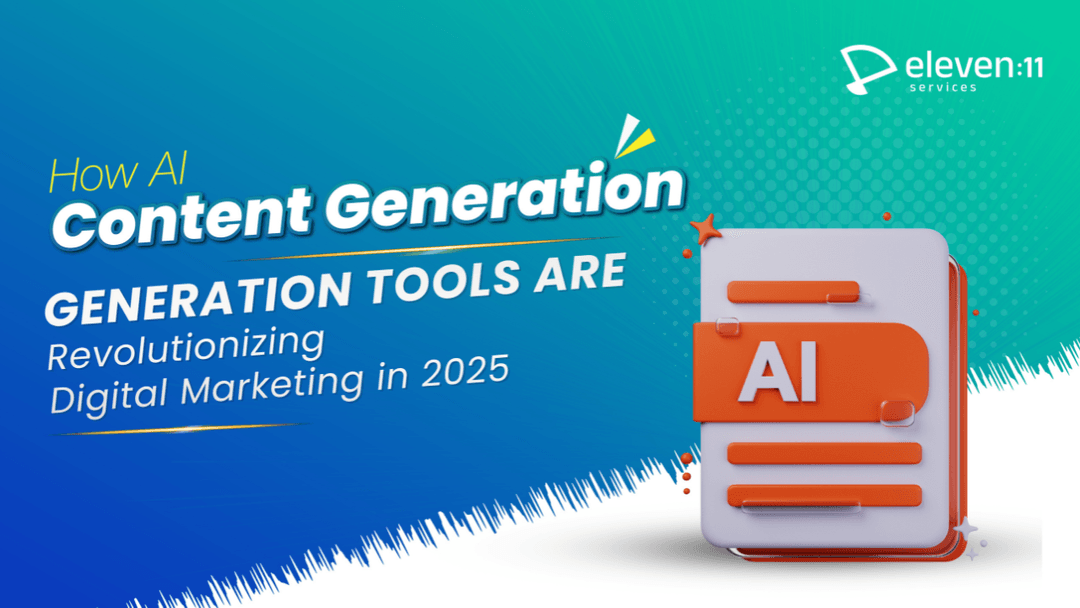 eleven:11
services
How AI
Content Generation
GENERATION TOOLS ARE
Revolutionizing
Digital Marketing in 2025
AI